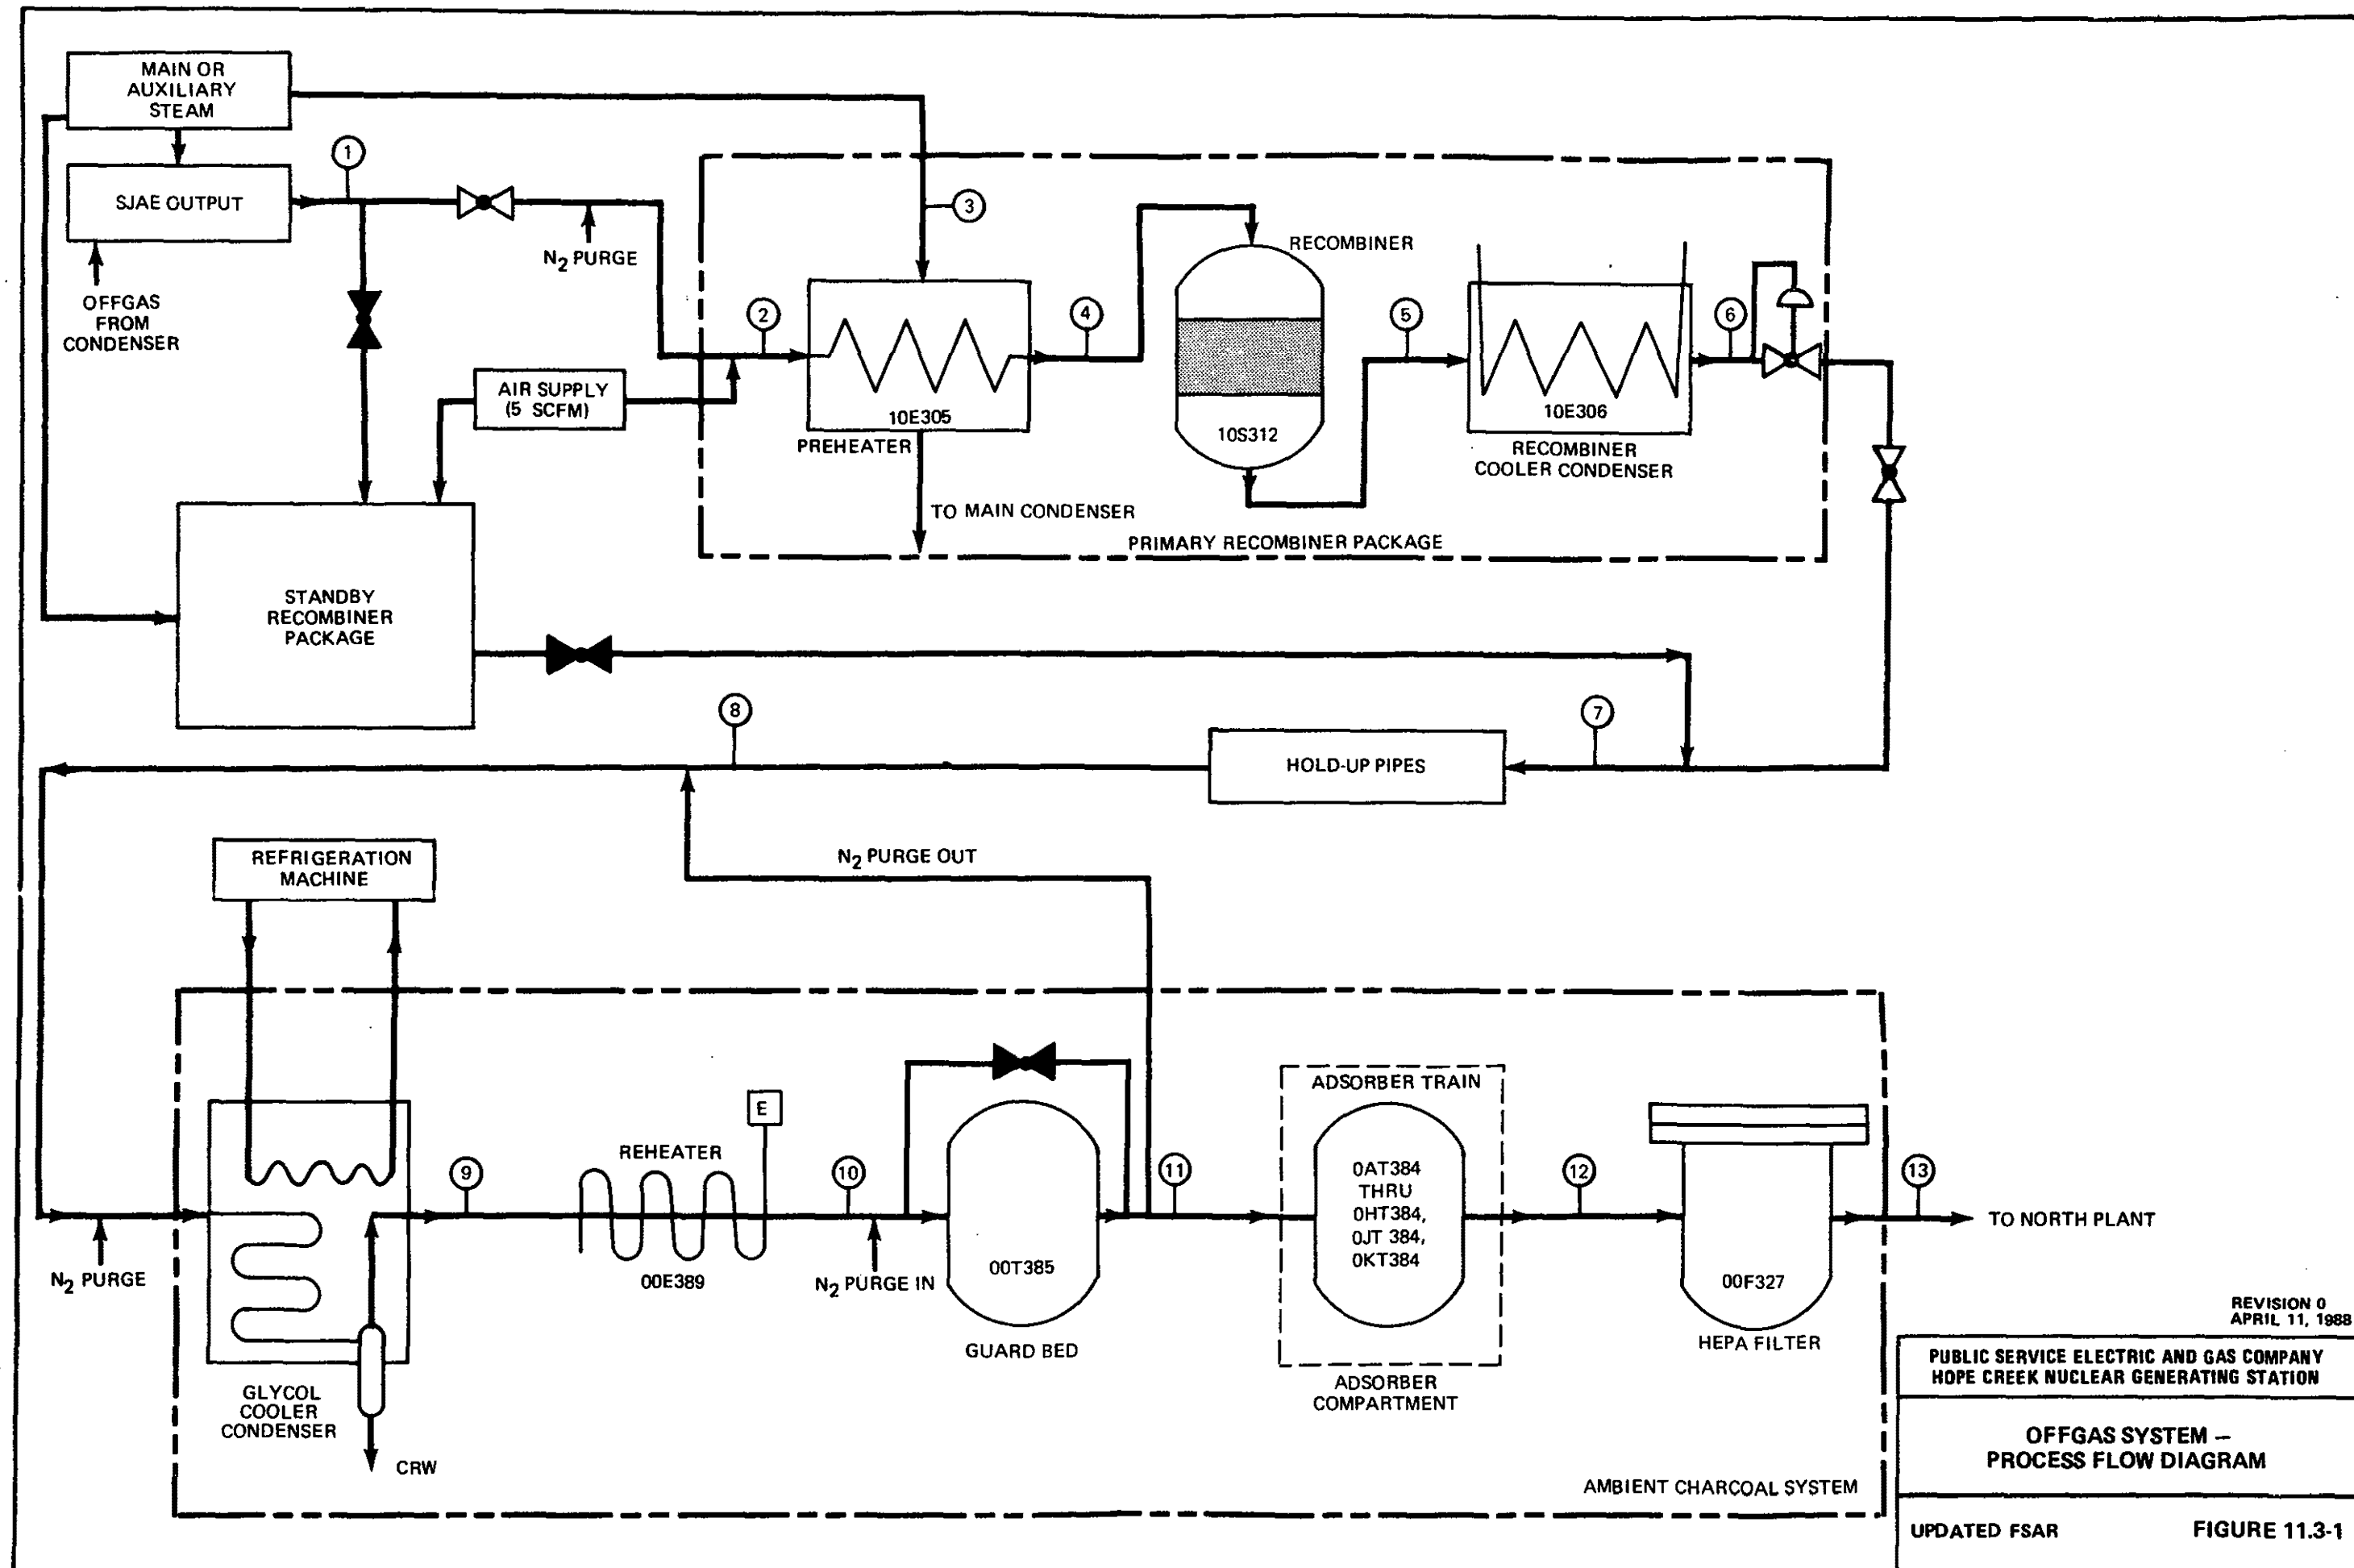 MAIN OR
AUXILIARY
STEAM
1
SJAE OUTPUT
3
N2 PURGE
RECOMBINER
OFFGAS
FROM
CONDENSER
2
4
5
6
AIR SUPPLY
(5 SCFM)
10E305
PREHEATER
10S312
10E306
RECOMBINER
COOLER CONDENSER
TO MAIN CONDENSER
PRIMARY RECOMBINER PACKAGE
STANDBY
RECOMBINER
PACKAGE
8
7
HOLD-UP PIPES
REFRIGERATION
MACHINE
N2 PURGE OUT
E
ADSORBER TRAIN
REHEATER
9
10
11
12
13
0AT384
THRU
0HT384,
0JT 384,
0KT384
TO NORTH PLANT
N2 PURGE
00E389
N2 PURGE IN
00T385
00F327
GUARD BED
HEPA FILTER
GLYCOL
COOLER
CONDENSER
ADSORBER
COMPARTMENT
CRW
AMBIENT CHARCOAL SYSTEM
REVISION 0
APRIL 11, 1988
PUBLIC SERVICE ELECTRIC AND GAS COMPANY
HOPE CREEK NUCLEAR GENERATING STATION
OFFGAS SYSTEM –
PROCESS FLOW DIAGRAM
UPDATED FSAR
FIGURE 11.3-1